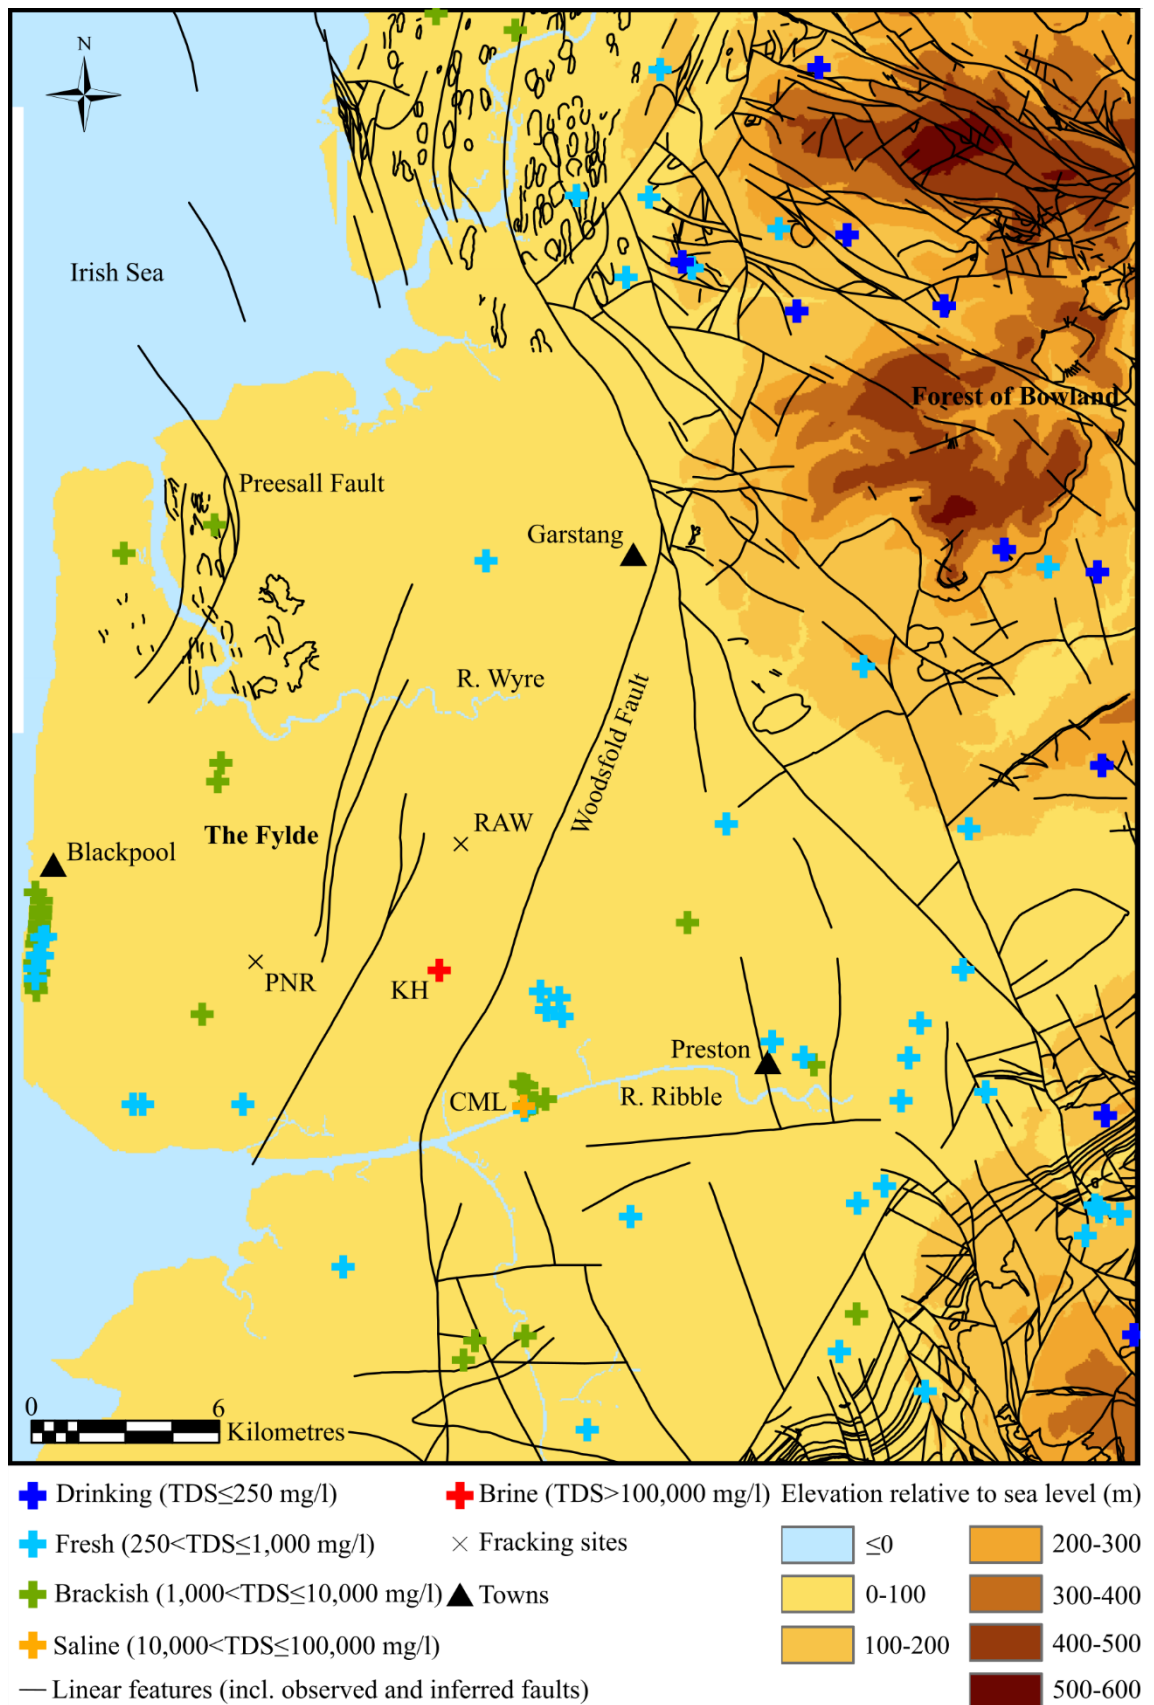 N
Irish Sea
Forest of Bowland
Preesall Fault
Garstang
R. Wyre
Woodsfold Fault
RAW
The Fylde
Blackpool
PNR
KH
Preston
CML
R. Ribble
0 6
Kilometres
Drinking (TDS≤250 mg/l)
Fresh (250<TDS≤1,000 mg/l)
Brackish (1,000<TDS≤10,000 mg/l)
Saline (10,000<TDS≤100,000 mg/l)
Linear features (incl. observed and inferred faults)
Brine (TDS>100,000 mg/l)
Fracking sites
Towns
Elevation relative to sea level (m)
≤0
0-100
100-200
200-300
300-400
400-500
500-600